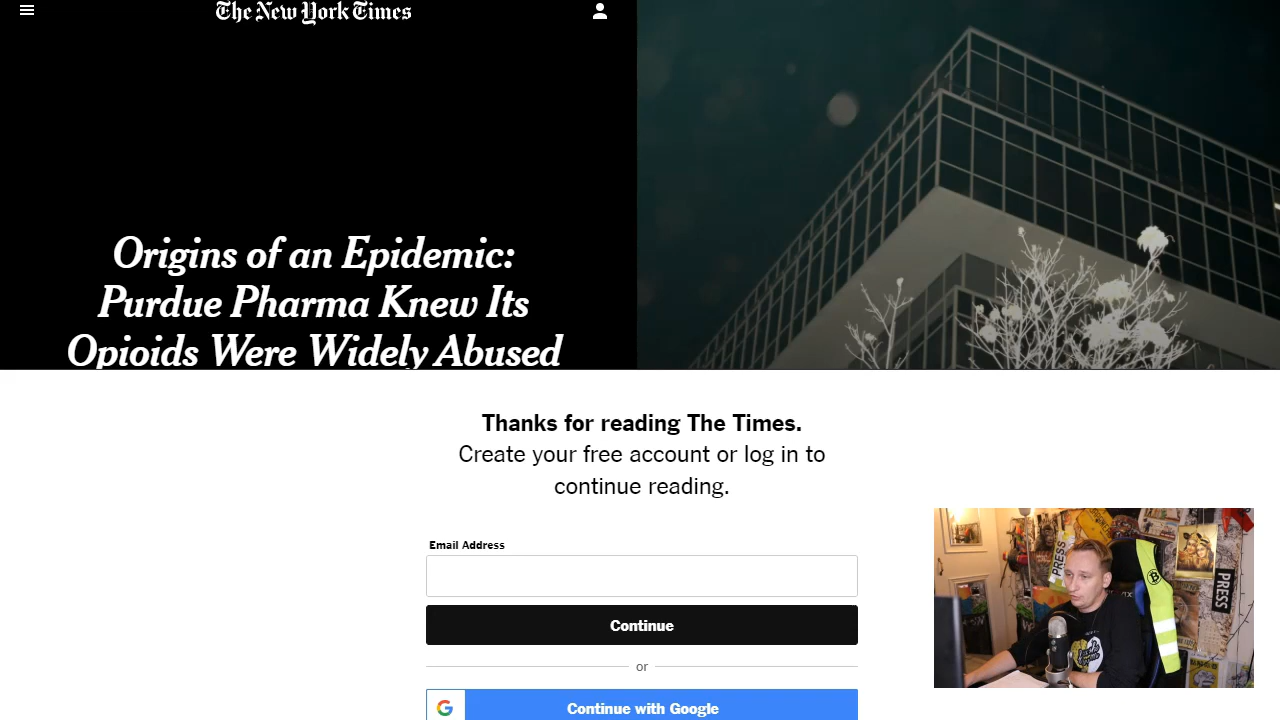 The New York Times
Origins of an Epidemic:
Purdue Pharma Knew Its
Opioids Were Widely Abused
Thanks for reading The Times.
Create your free account or log in to
continue reading.
Email Address
Continue
or
Continue with Google
PRESS
PRESS